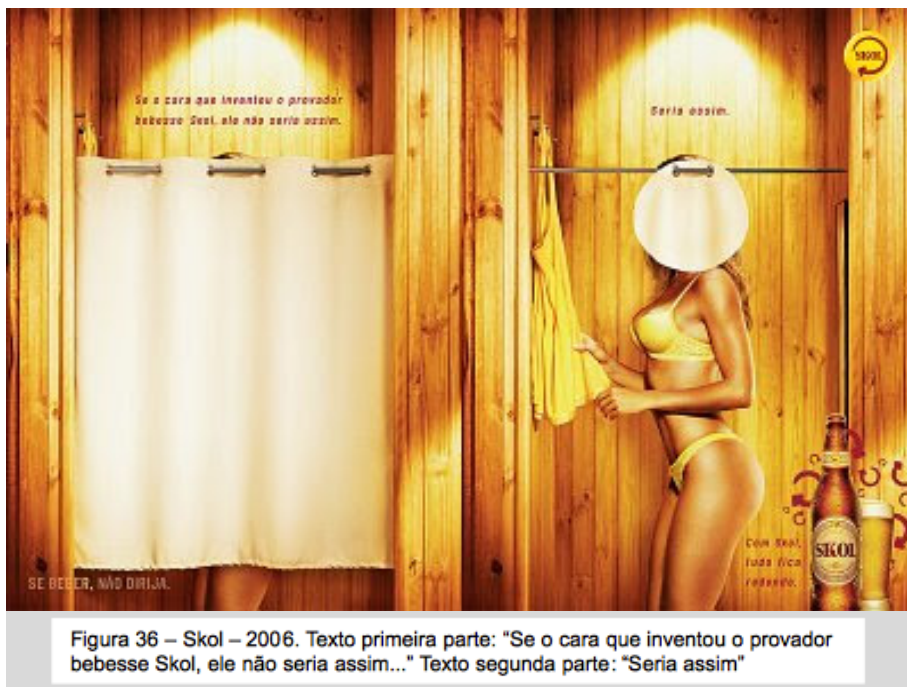 Se o cara que inventou o provador
bebesse Skol, ele não seria assim.
Seria assim.
SKOL
SE BEBER, NÃO DIRIJA.
Com Skol,
tudo fica
redondo.
SKOL
Figura 36 – Skol – 2006. Texto primeira parte: “Se o cara que inventou o provador
bebesse Skol, ele não seria assim...” Texto segunda parte: “Seria assim”